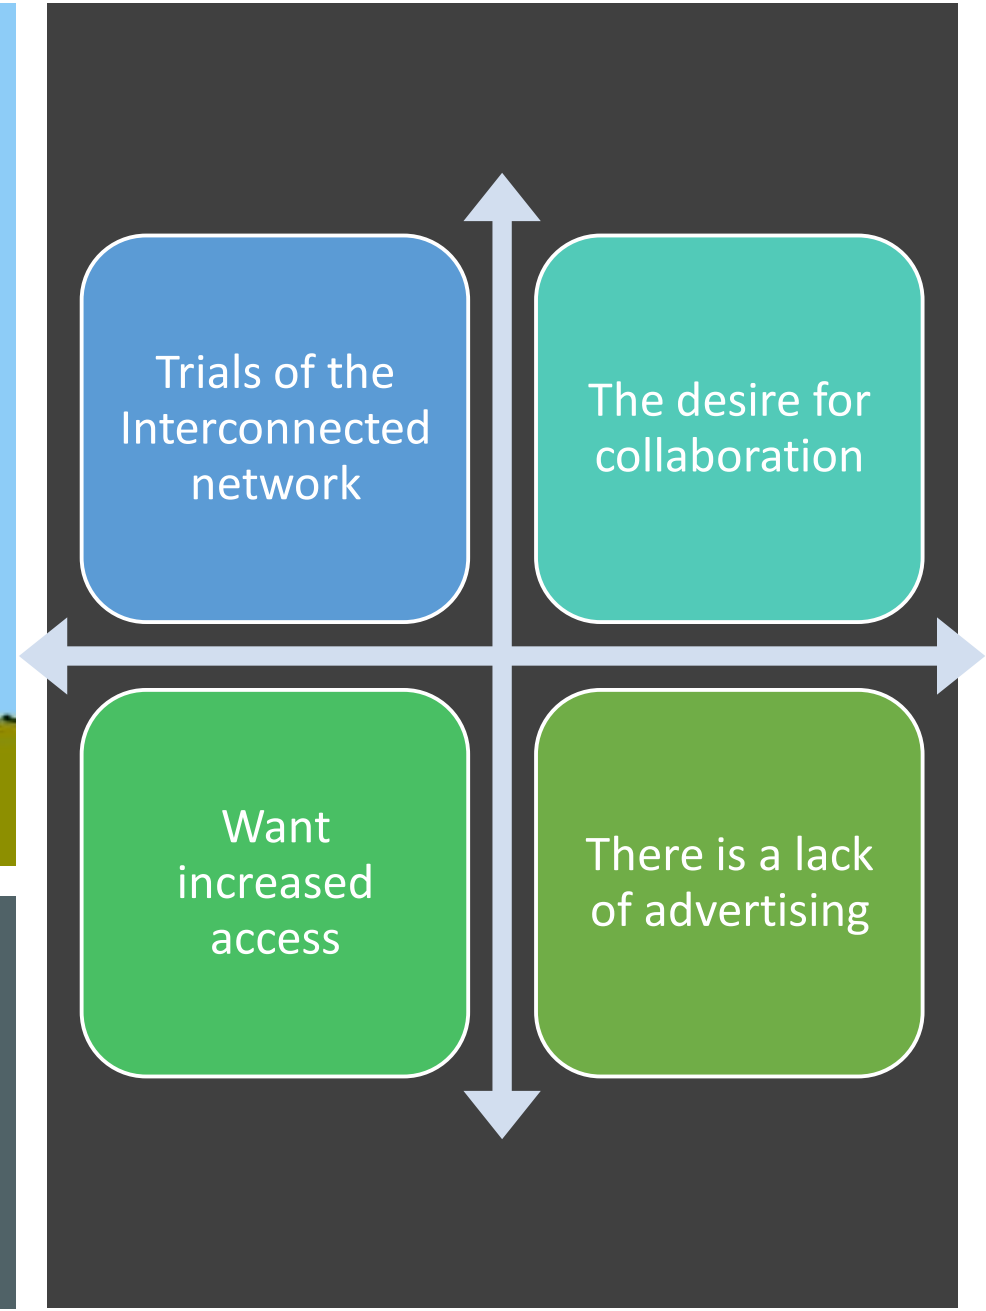 Trials of the
Interconnected
network
The desire for
collaboration
Want
increased
access
There is a lack
of advertising